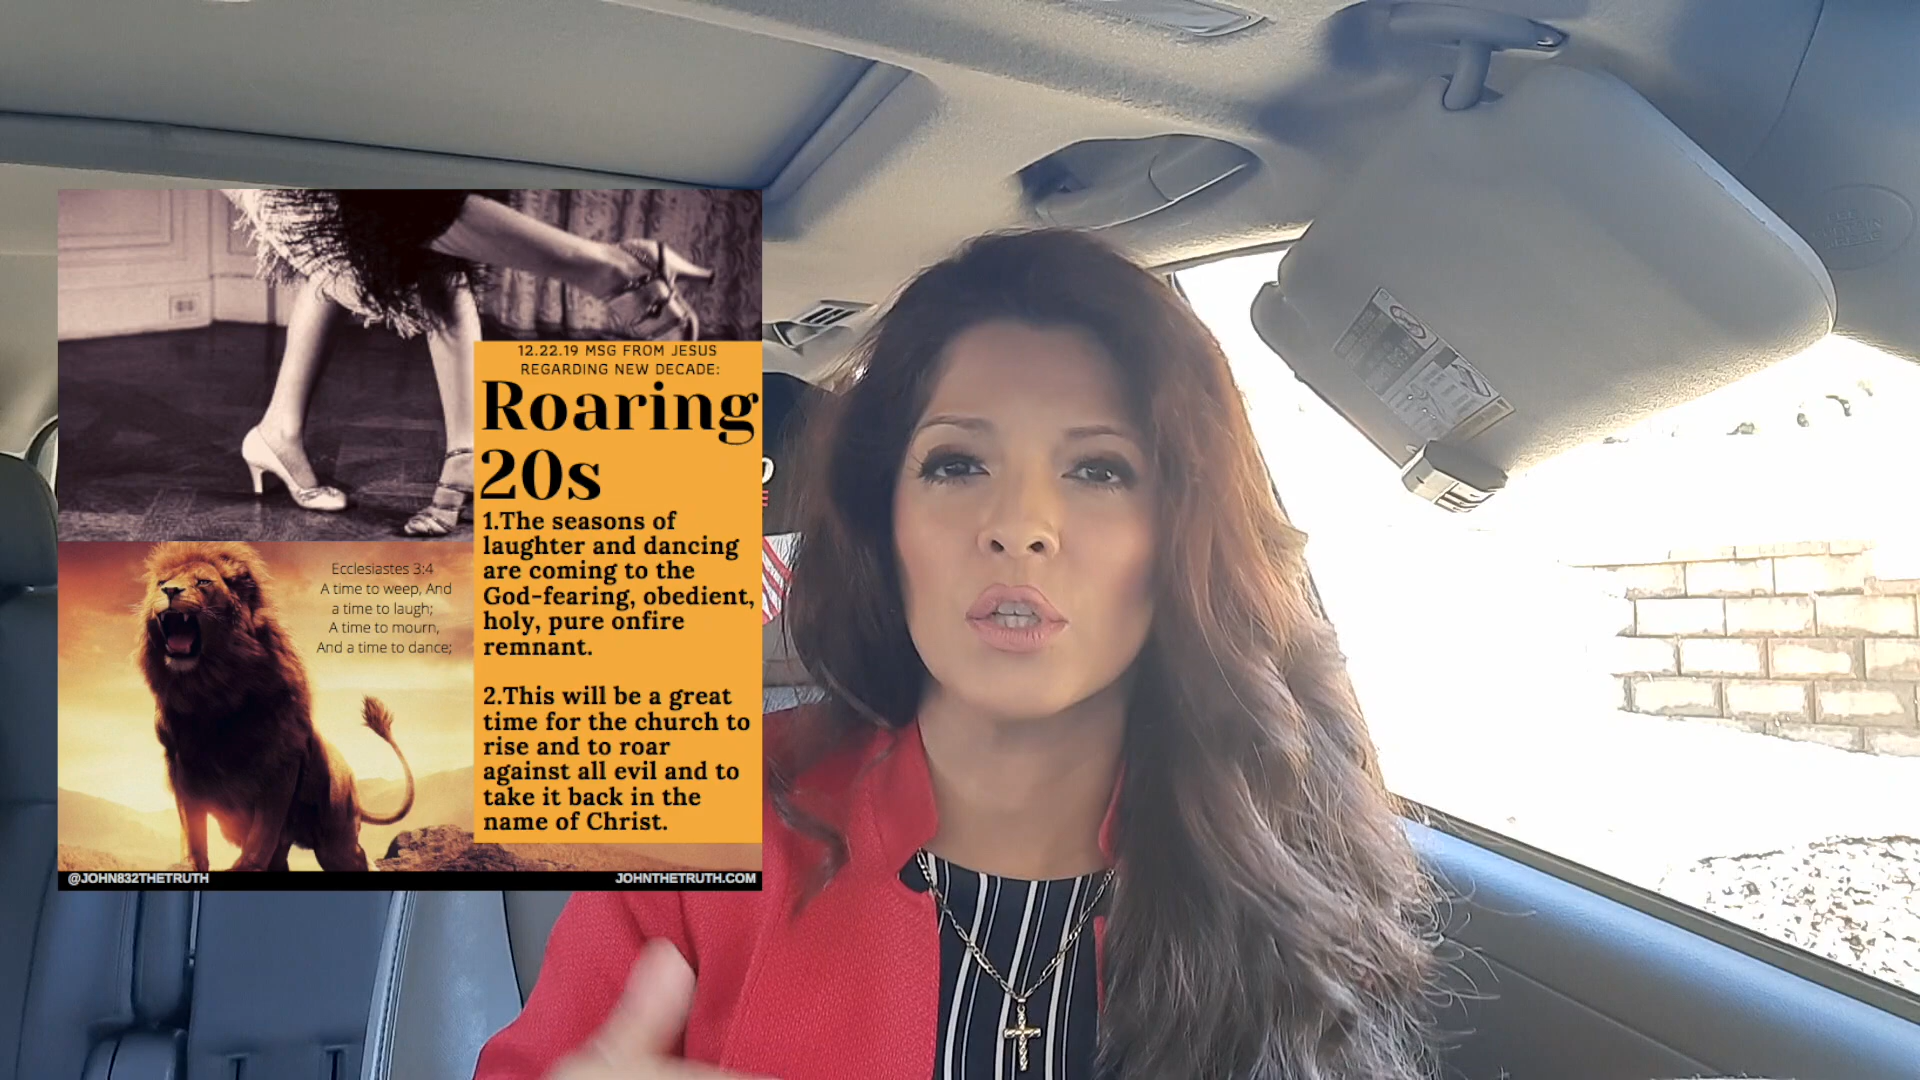 12.22.19 MSG FROM JESUS
REGARDING NEW DECADE:
Roaring
20s
1.The seasons of
laughter and dancing
are coming to the
God-fearing, obedient,
holy, pure onfire
remnant.
2.This will be a great
time for the church to
rise and to roar
against all evil and to
take it back in the
name of Christ.
Ecclesiastes 3:4
A time to weep, And
a time to laugh;
A time to mourn,
And a time to dance;
@JOHN832THETRUTH
JOHNTHETRUTH.COM